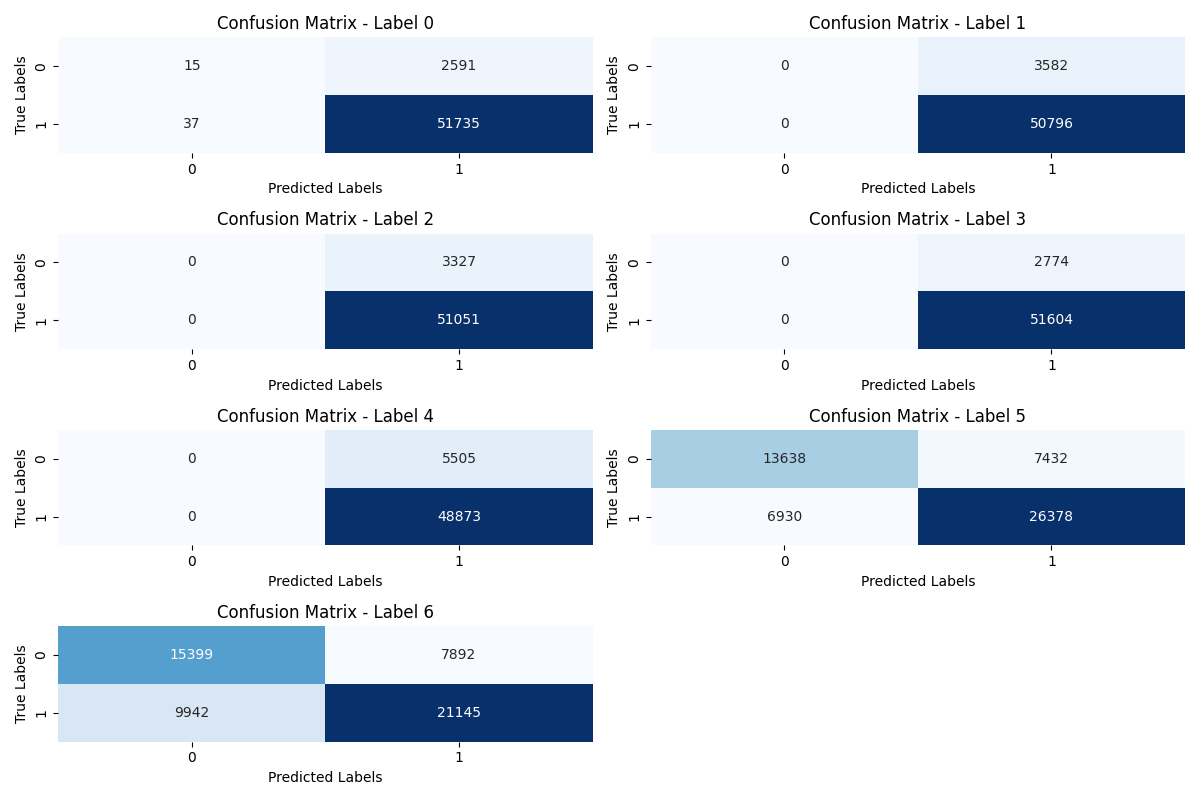 Confusion Matrix - Label 0
True Labels
0
15
2591
1
37
51735
0
1
Predicted Labels
Confusion Matrix - Label 1
True Labels
0
0
3582
1
0
50796
0
1
Predicted Labels
Confusion Matrix - Label 2
True Labels
0
0
3327
1
0
51051
0
1
Predicted Labels
Confusion Matrix - Label 3
True Labels
0
0
2774
1
0
51604
0
1
Predicted Labels
Confusion Matrix - Label 4
True Labels
0
0
5505
1
0
48873
0
1
Predicted Labels
Confusion Matrix - Label 5
True Labels
0
13638
7432
1
6930
26378
0
1
Predicted Labels
Confusion Matrix - Label 6
True Labels
0
15399
7892
1
9942
21145
0
1
Predicted Labels